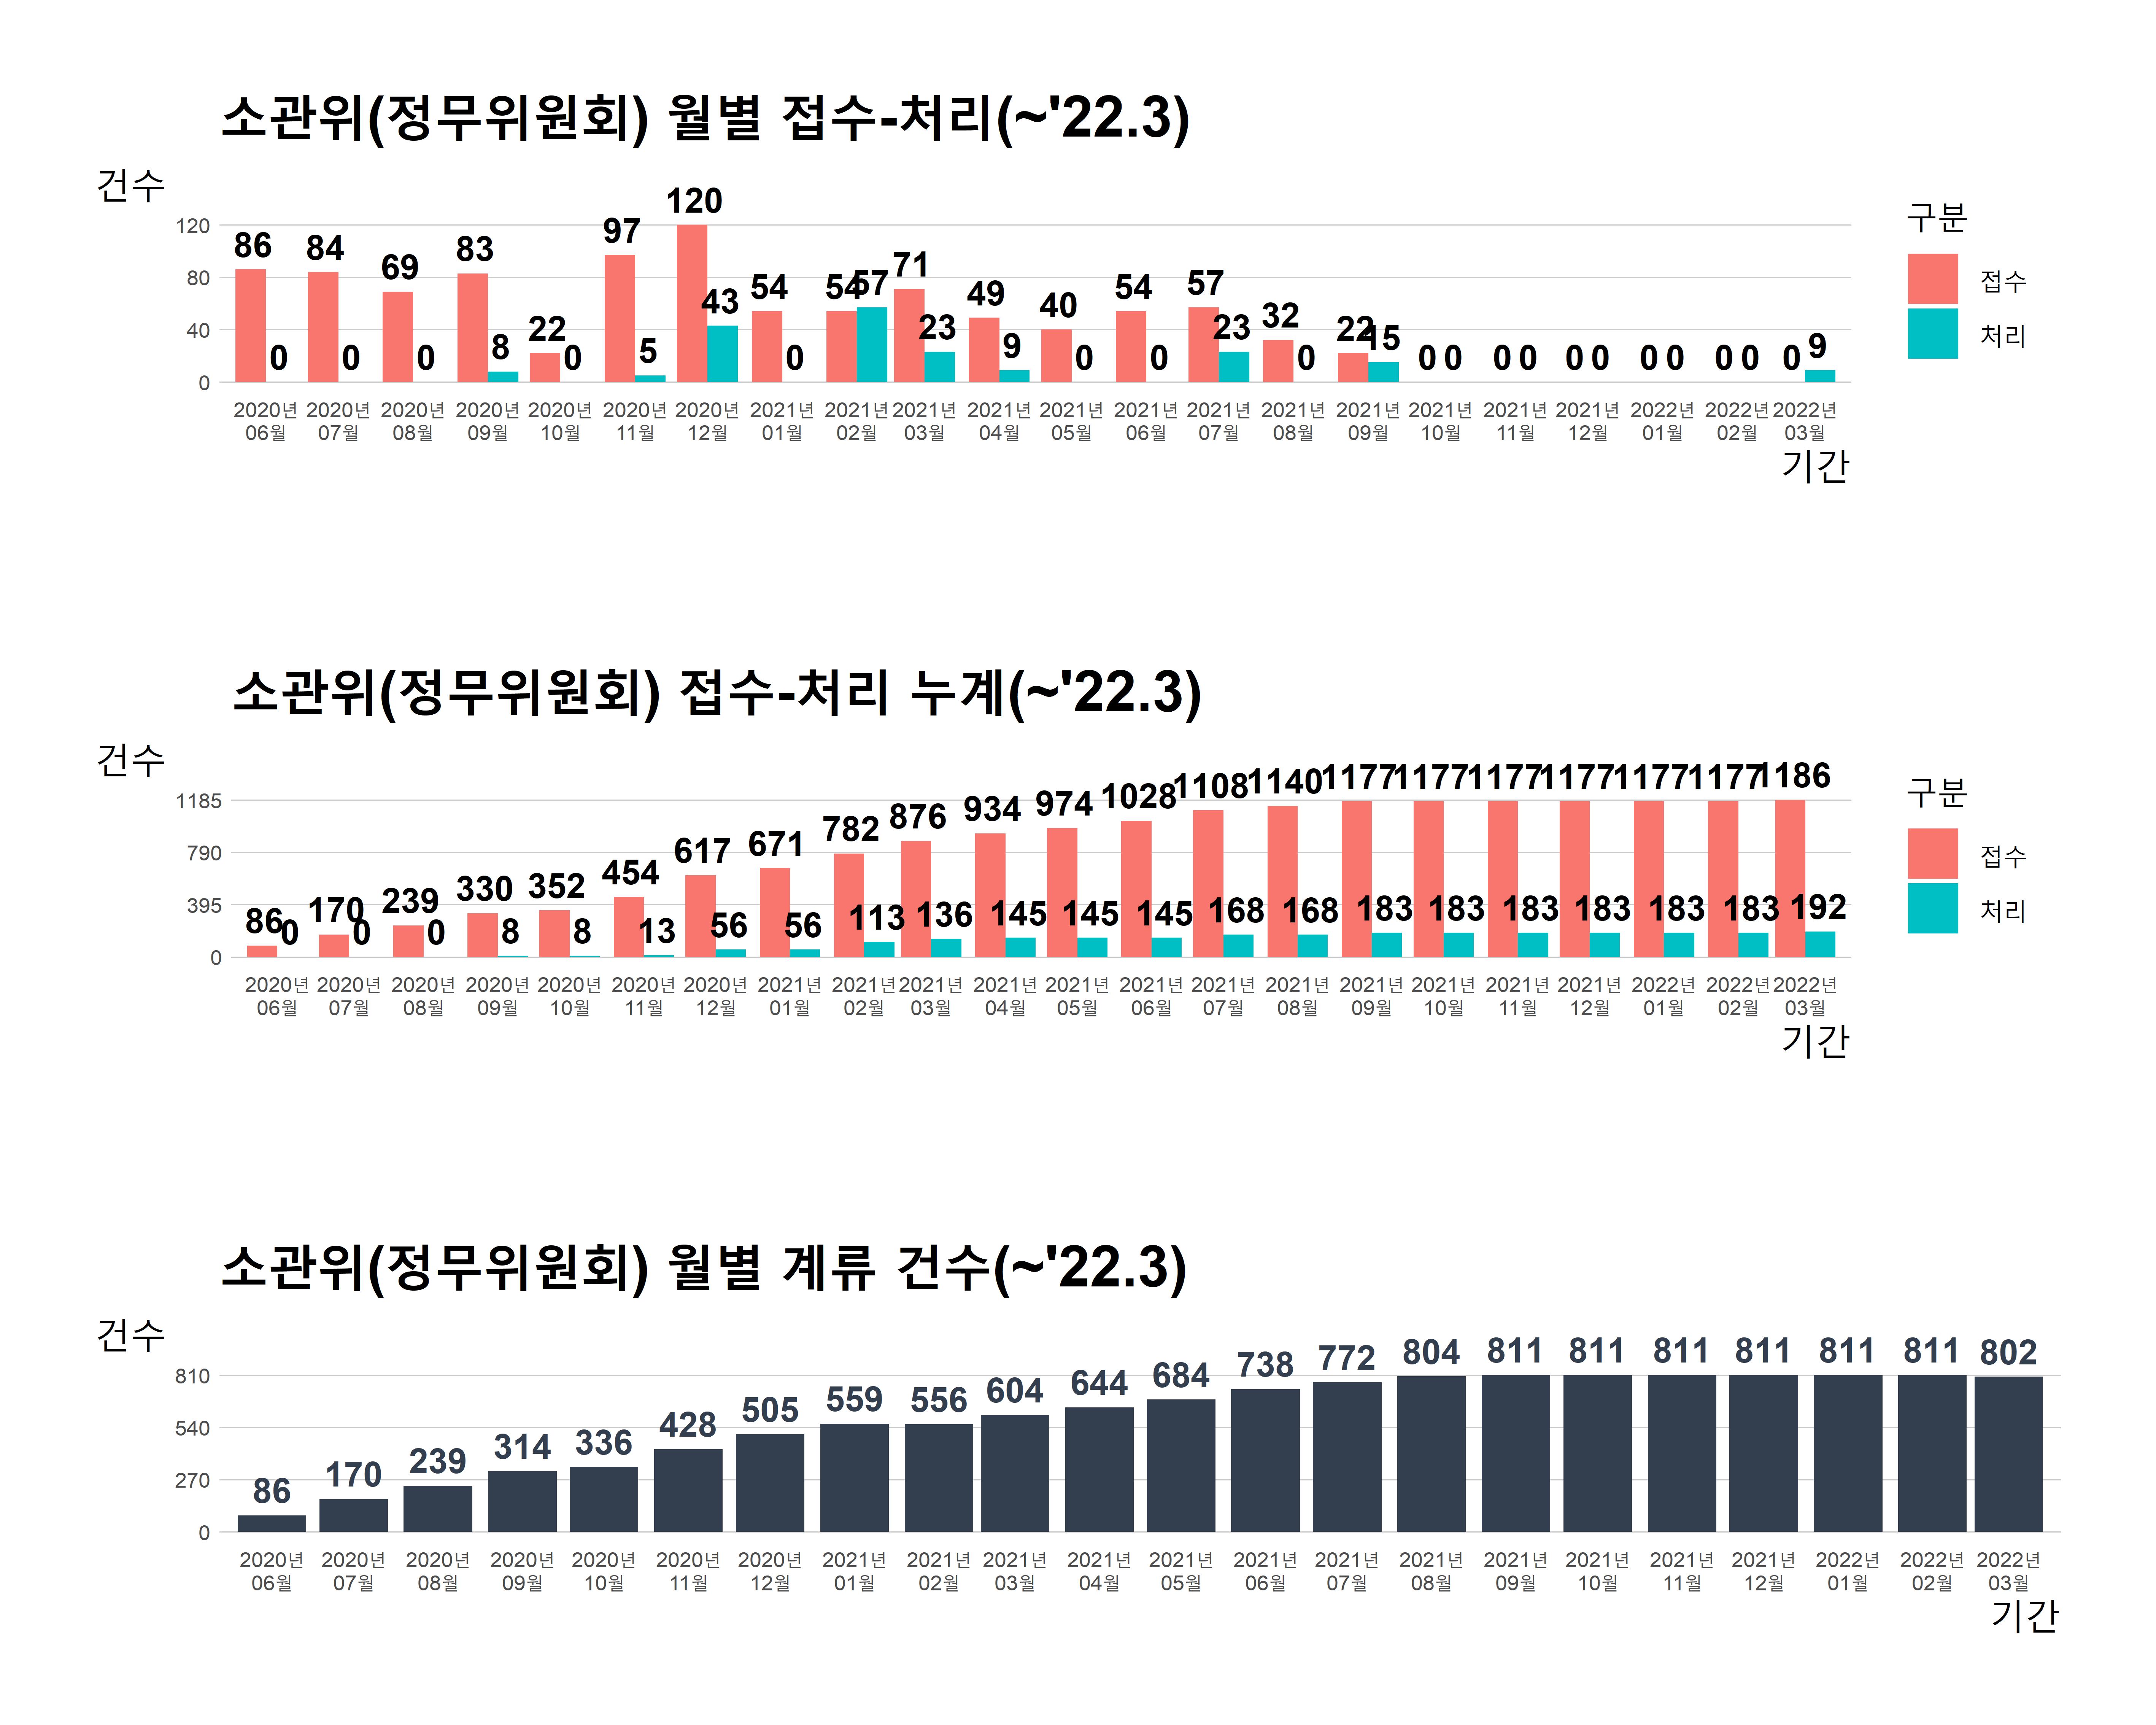 소관위(정무위원회) 월별 접수-처리(~'22.3)
건수
120
80
40
0
86 0 84 0 69 0 83 8 22 0 97 5 120 43 54 0 54 57 71 23 49 9 40 0 54 0 57 23 32 0 22 15 0 0 0 0 0 0 0 0 0 0 0 9
2020년 2020년 2020년 2020년 2020년 2020년 2020년 2021년 2021년 2021년 2021년 2021년 2021년 2021년 2021년 2021년 2021년 2021년 2021년 2022년 2022년 2022년
06월 07월 08월 09월 10월 11월 12월 01월 02월 03월 04월 05월 06월 07월 08월 09월 10월 11월 12월 01월 02월 03월
기간
구분
접수
처리
소관위(정무위원회) 접수-처리 누계(~'22.3)
건수
1185
790
395
0
86 0 170 0 239 0 330 8 352 8 454 13 617 56 671 56 782 113 876 136 934 145 974 145 1028 145 1108 168 1140 168 1177 183 1177 183 1177 183 1177 183 1177 183 1177 183 1186 192
2020년 2020년 2020년 2020년 2020년 2020년 2020년 2021년 2021년 2021년 2021년 2021년 2021년 2021년 2021년 2021년 2021년 2021년 2021년 2022년 2022년 2022년
06월 07월 08월 09월 10월 11월 12월 01월 02월 03월 04월 05월 06월 07월 08월 09월 10월 11월 12월 01월 02월 03월
기간
구분
접수
처리
소관위(정무위원회) 월별 계류 건수(~'22.3)
건수
810
540
270
0
86 170 239 314 336 428 505 559 556 604 644 684 738 772 804 811 811 811 811 811 811 802
2020년 2020년 2020년 2020년 2020년 2020년 2020년 2021년 2021년 2021년 2021년 2021년 2021년 2021년 2021년 2021년 2021년 2021년 2021년 2022년 2022년 2022년
06월 07월 08월 09월 10월 11월 12월 01월 02월 03월 04월 05월 06월 07월 08월 09월 10월 11월 12월 01월 02월 03월
기간